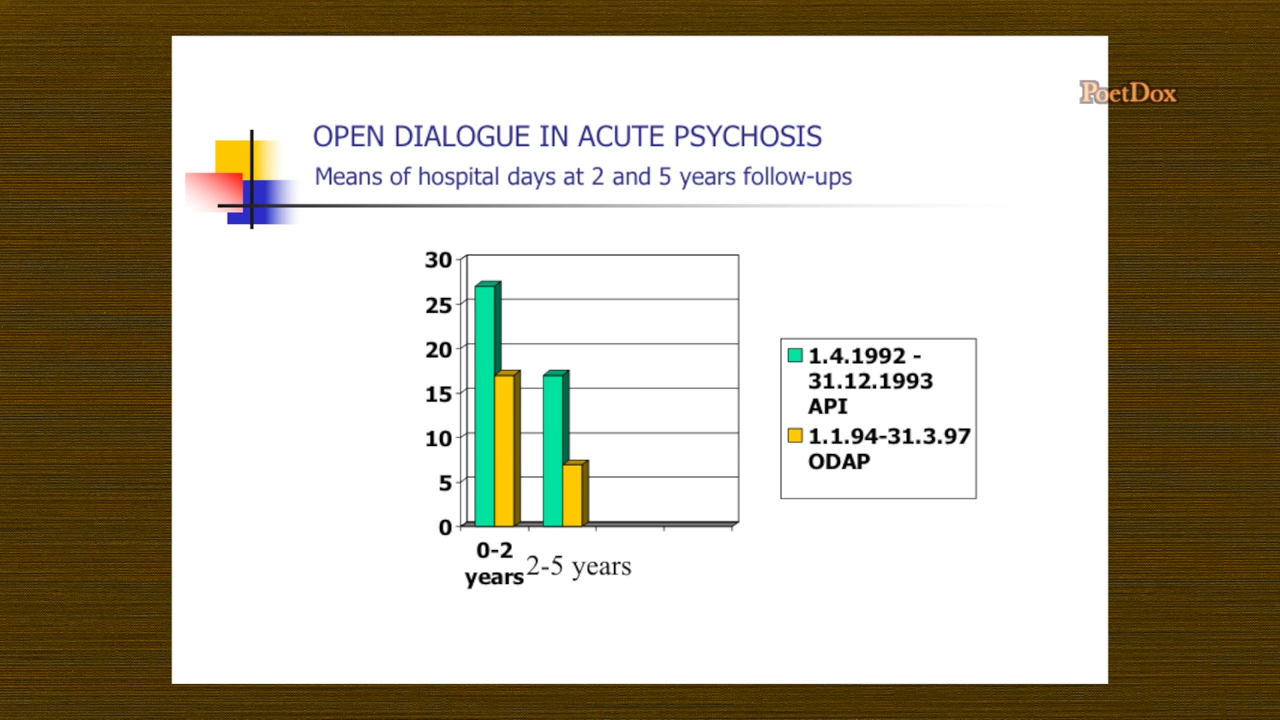 PoetDox
OPEN DIALOGUE IN ACUTE PSYCHOSIS
Means of hospital days at 2 and 5 years follow-ups
30
25
20
15
10
5
0
0-2
years
2-5 years
1.4.1992 -
31.12.1993
API
1.1.94-31.3.97
ODAP